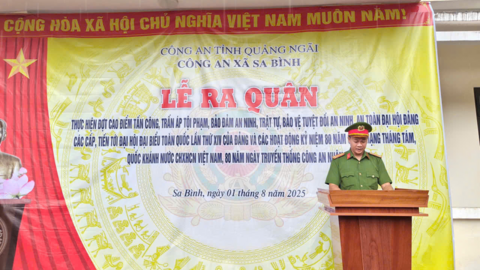 CỘNG HÒA XÃ HỘI CHỦ NGHĨA VIỆT NAM MUÔN NĂM!
CÔNG AN TỈNH QUẢNG NGÃI
CÔNG AN XÃ SA BÌNH
LỄ RA QUÂN
THỰC HIỆN ĐỢT CAO ĐIỂM TẤN CÔNG TRẤN ÁP TỘI PHẠM, BẢO ĐẢM AN NINH, TRẬT TỰ, BẢO VỆ TUYỆT ĐỐI AN NINH, AN TOÀN ĐẠI HỘI ĐẢNG
CÁC CẤP, TIẾN TỚI ĐẠI HỘI ĐẠI BIỂU TOÀN QUỐC LẦN THỨ XIV CỦA ĐẢNG VÀ CÁC HOẠT ĐỘNG KỶ NIỆM 80 NĂM MẠNG THÁNG TÁM,
QUỐC KHÁNH NƯỚC CHXHCN VIỆT NAM, 80 NĂM NGÀY TRUYỀN THỐNG CÔNG AN NHÂN
Sa Bình, ngày 01 tháng 8 năm 2025